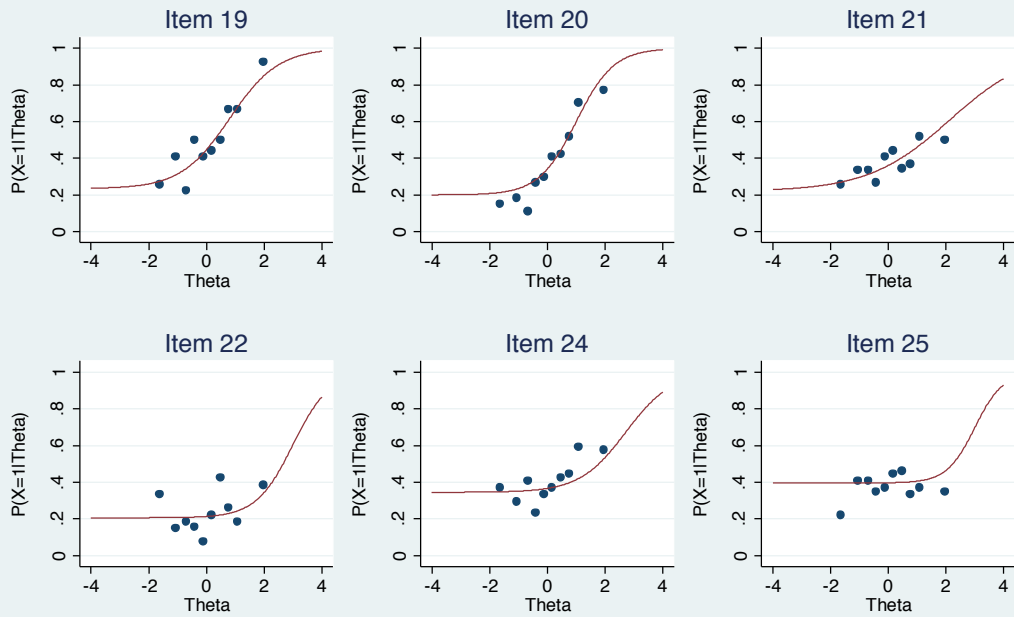 Item 19
P(X=1|Theta)
0 .2 .4 .6 .8 1
-4 -2 0 2 4
Theta
Item 20
P(X=1|Theta)
0 .2 .4 .6 .8 1
-4 -2 0 2 4
Theta
Item 21
P(X=1|Theta)
0 .2 .4 .6 .8 1
-4 -2 0 2 4
Theta
Item 22
P(X=1|Theta)
0 .2 .4 .6 .8 1
-4 -2 0 2 4
Theta
Item 24
P(X=1|Theta)
0 .2 .4 .6 .8 1
-4 -2 0 2 4
Theta
Item 25
P(X=1|Theta)
0 .2 .4 .6 .8 1
-4 -2 0 2 4
Theta